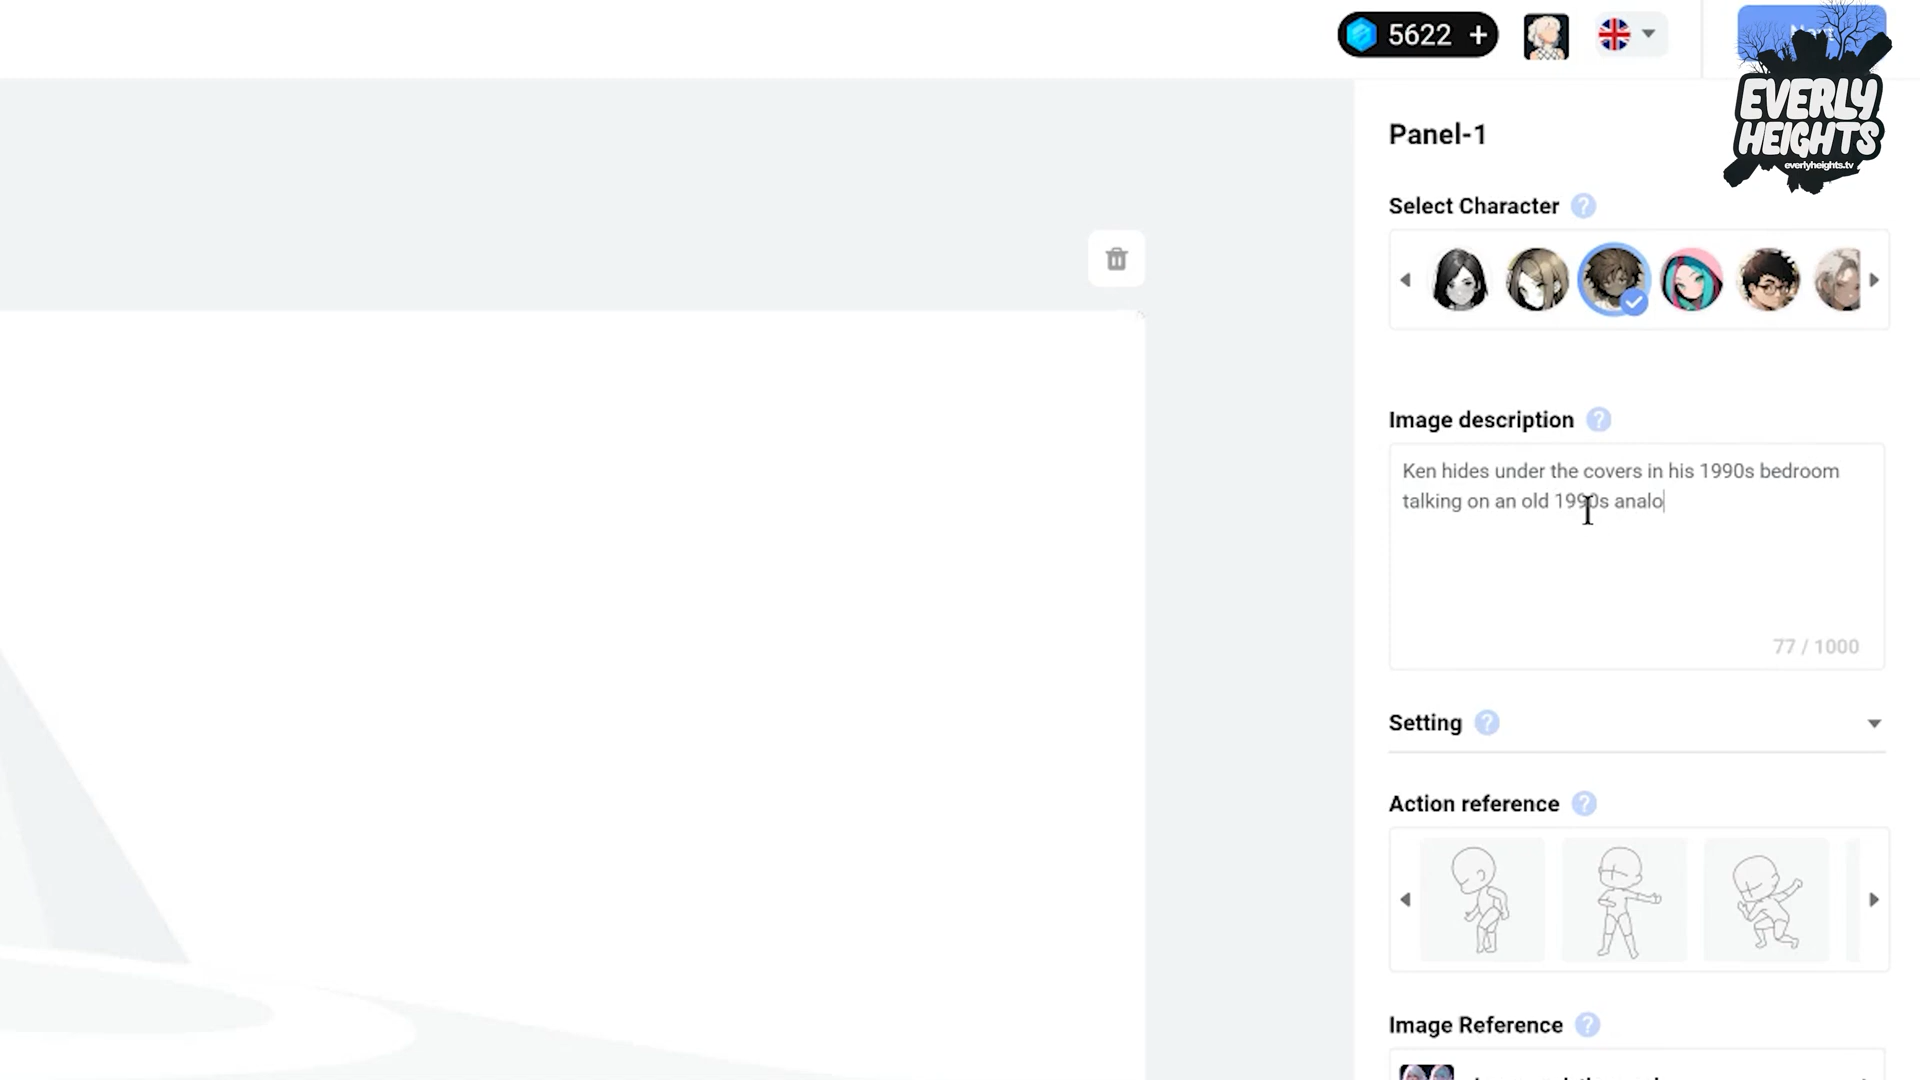 5622 +
EVERLY
HEIGHTS
everlyheights.tv
Panel-1
Select Character ?
Image description ?
Ken hides under the covers in his 1990s bedroom
talking on an old 1990s analo
77 / 1000
Setting ?
Action reference ?
Image Reference ?